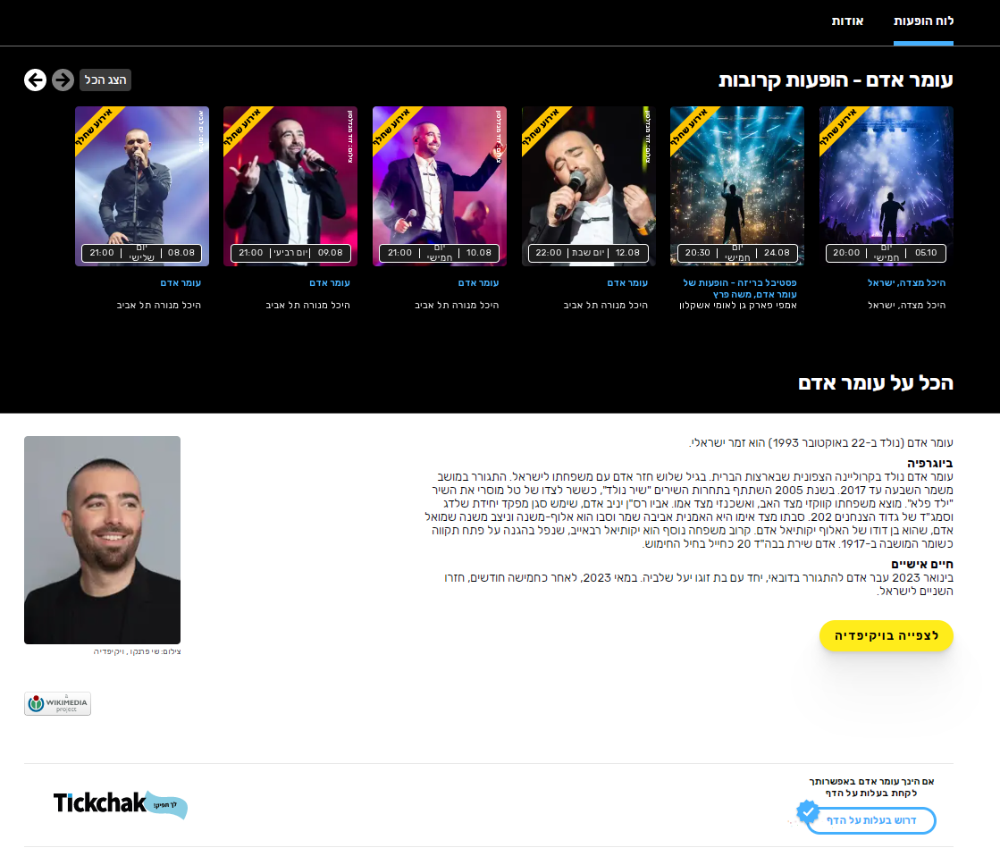 לוח הופעות
אודות
עומר אדם - הופעות קרובות
הצג הכל
אירוע שחלף
05.10
יום חמישי
20:00
היכל מצדה, ישראל
היכל מצדה, ישראל
אירוע שחלף
24.08
יום חמישי
20:30
פסטיבל בריזה - הופעות של
עומר אדם, משה פרץ
אמפי פארק גן לאומי אשקלון
אירוע שחלף
12.08
יום שבת
22:00
עומר אדם
היכל מנורה תל אביב
אירוע שחלף
10.08
יום חמישי
21:00
עומר אדם
היכל מנורה תל אביב
אירוע שחלף
09.08
יום רביעי
21:00
עומר אדם
היכל מנורה תל אביב
אירוע שחלף
08.08
יום שלישי
21:00
עומר אדם
היכל מנורה תל אביב
הכל על עומר אדם
עומר אדם (נולד ב-22 באוקטובר 1993) הוא זמר ישראלי.
ביוגרפיה
עומר אדם נולד בקרוליינה הצפונית שבארצות הברית. בגיל שלוש חזר אדם עם משפחתו לישראל. התגורר במושב
משמר השבעה עד 2017. בשנת 2005 השתתף בתחרות השירים "שיר נולד", כששר לצדו של טל מוסרי את השיר
"ילד פלא". מוצא משפחתו קווקזי מצד האב, ואשכנזי מצד אמו. אביו רס"ן יניב אדם, שימש סגן מפקד יחידת שלדג
וסמג"ד של גדוד הצנחנים 202. סבתו מצד אימו היא האמנית אביבה שמר וסבו הוא אלוף-משנה וניצב משנה שמואל
אדם, שהוא בן דודו של האלוף יקותיאל אדם. קרוב משפחה נוסף הוא יקותיאל רבאייב, שנפל בהגנה על פתח תקווה
כשומר המושבה ב-1917. אדם שירת בבה"ד 20 כחייל בחיל החימוש.
חיים אישיים
בינואר 2023 עבר אדם להתגורר בדובאי, יחד עם בת זוגו יעל שלביה. במאי 2023, לאחר כחמישה חודשים, חזרו
השניים לישראל.
לצפייה בויקיפדיה
צילום: שי פרנקו , ויקיפדיה
a
WIKIMEDIA
project
אם הינך עומר אדם באפשרותך
לקחת בעלות על הדף
דרוש בעלות על הדף
Tickchak
לך תפיק!